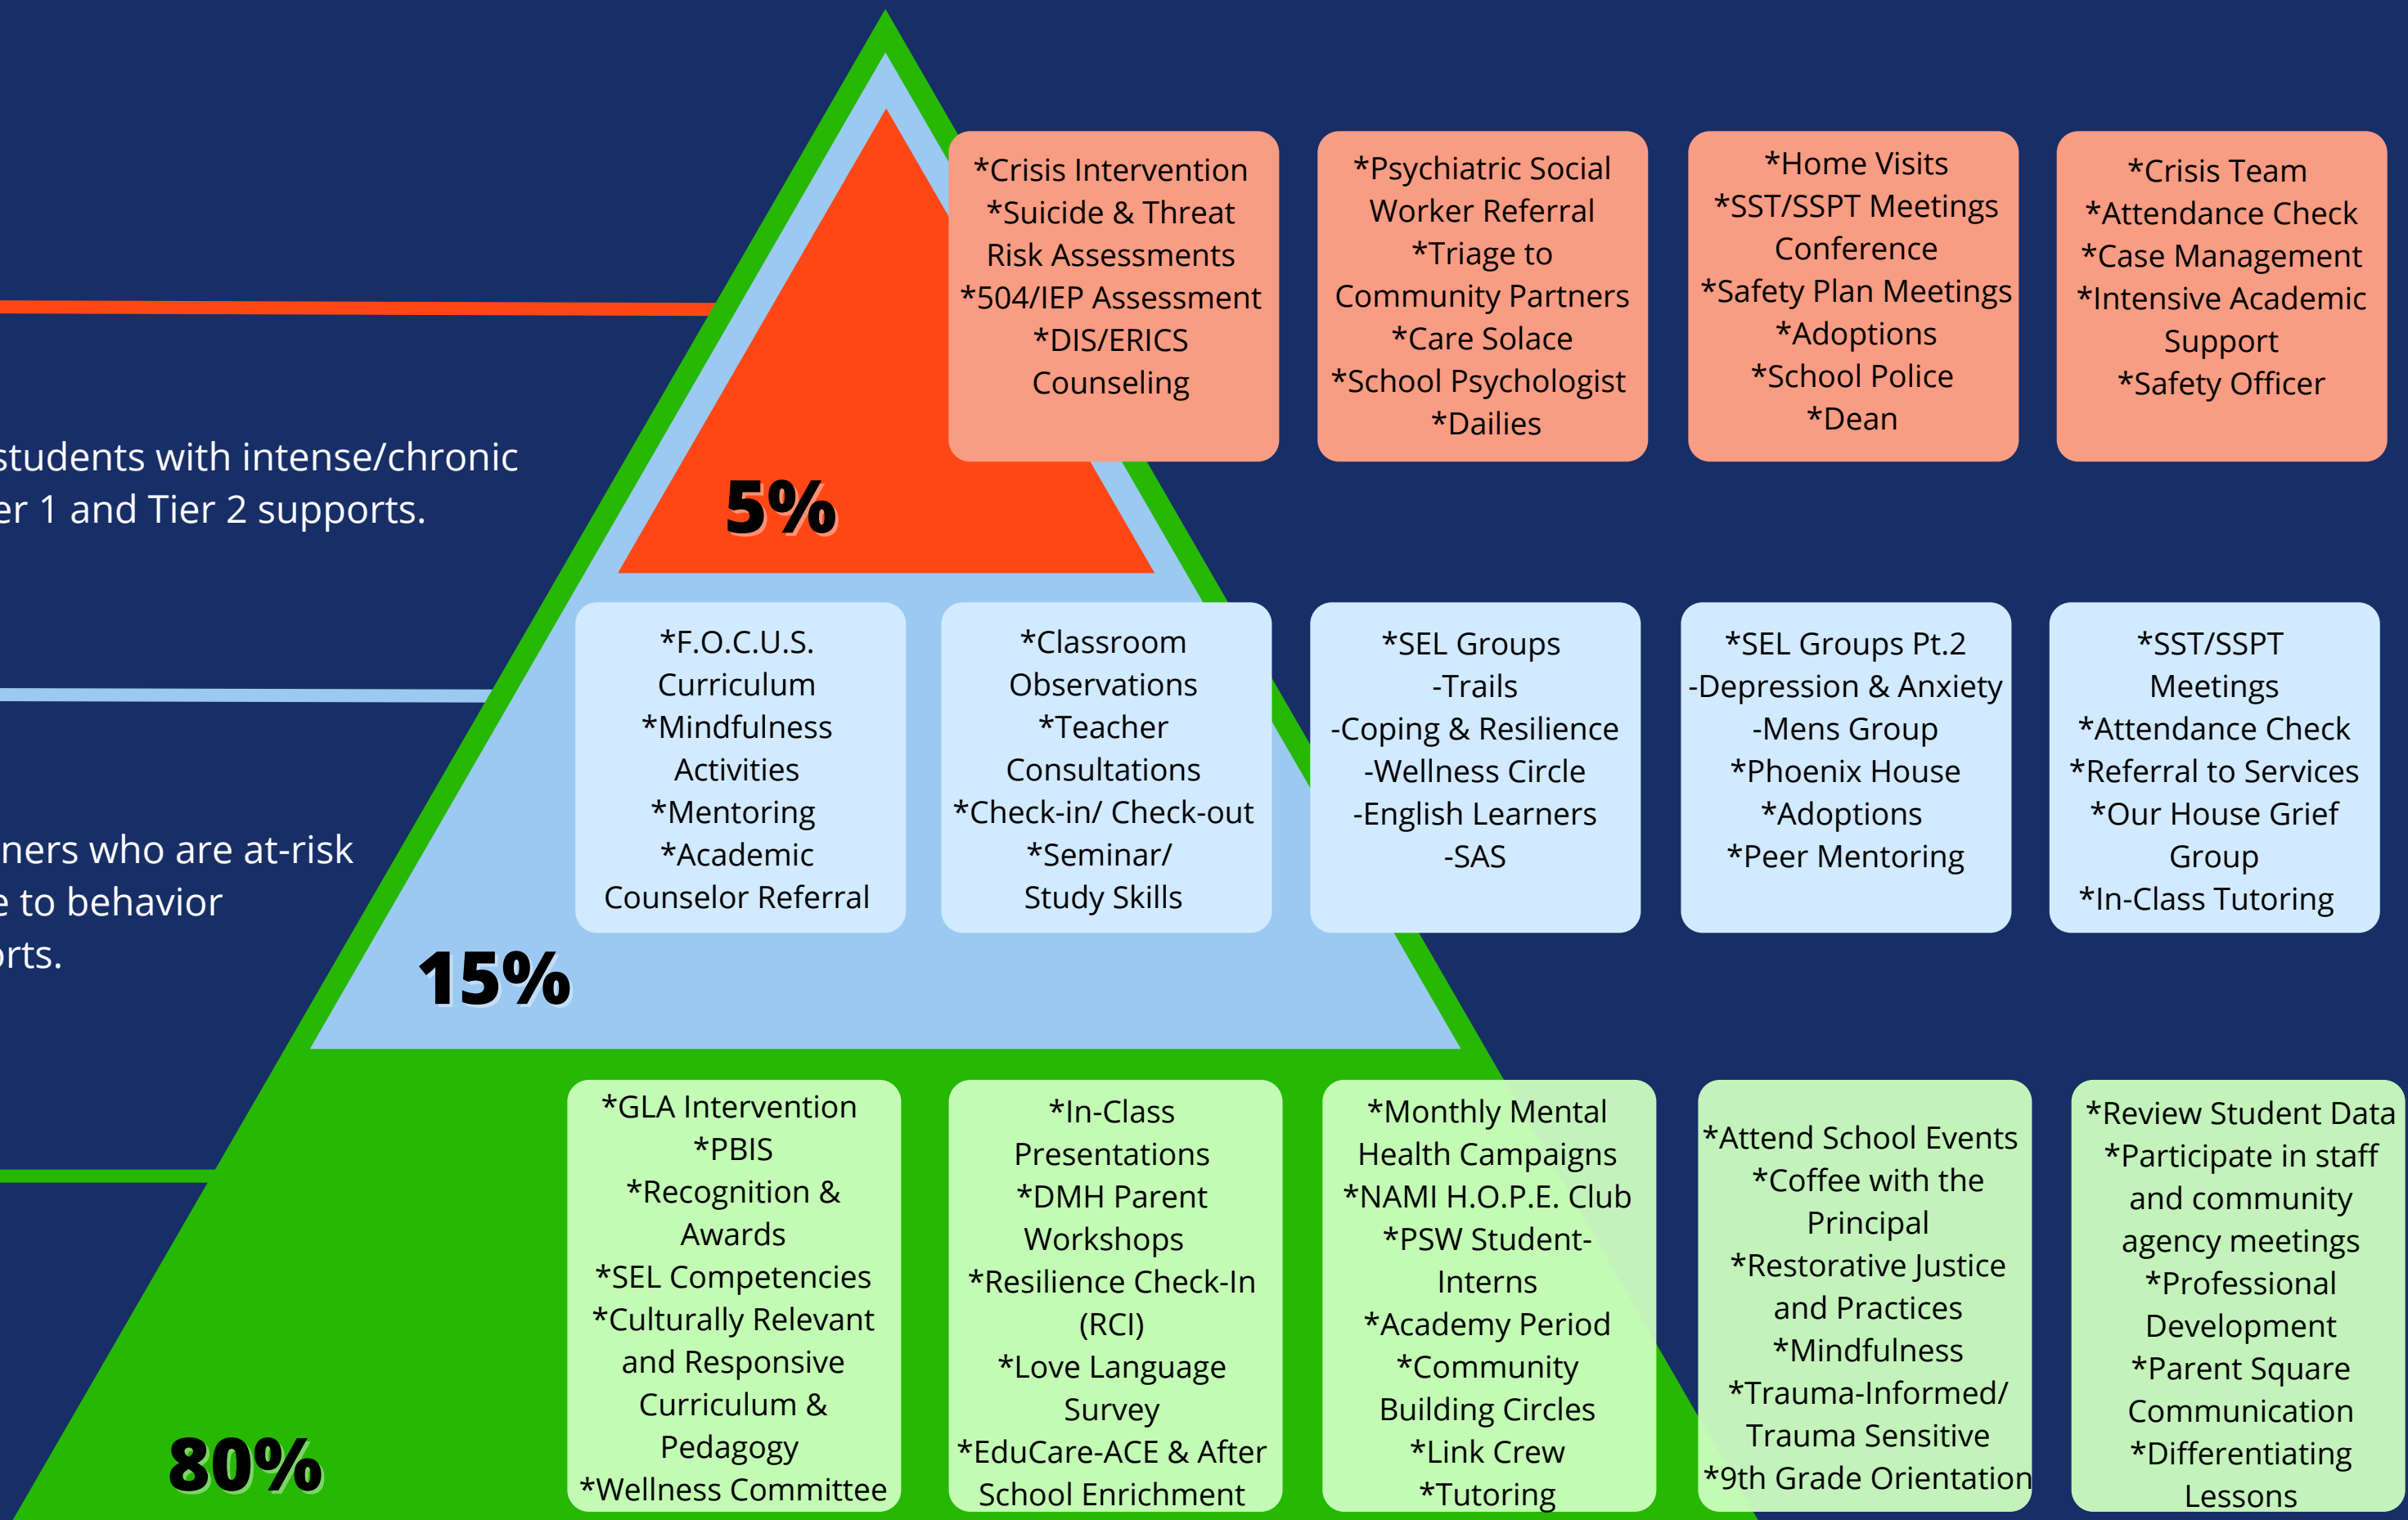 *Crisis Intervention
*Suicide & Threat
Risk Assessments
*504/IEP Assessment
*DIS/ERICS
Counseling
*Psychiatric Social
Worker Referral
*Triage to
Community Partners
*Care Solace
*School Psychologist
*Dailies
*Home Visits
*SST/SSPT Meetings
Conference
*Safety Plan Meetings
*Adoptions
*School Police
*Dean
*Crisis Team
*Attendance Check
*Case Management
*Intensive Academic
Support
*Safety Officer
students with intense/chronic
er 1 and Tier 2 supports.
5%
*F.O.C.U.S.
Curriculum
*Mindfulness
Activities
*Mentoring
*Academic
Counselor Referral
*Classroom
Observations
*Teacher
Consultations
*Check-in/ Check-out
*Seminar/
Study Skills
*SEL Groups
-Trails
-Coping & Resilience
-Wellness Circle
-English Learners
-SAS
*SEL Groups Pt.2
-Depression & Anxiety
-Mens Group
*Phoenix House
*Adoptions
*Peer Mentoring
*SST/SSPT
Meetings
*Attendance Check
*Referral to Services
*Our House Grief
Group
*In-Class Tutoring
ners who are at-risk
e to behavior
orts.
15%
*GLA Intervention
*PBIS
*Recognition &
Awards
*SEL Competencies
*Culturally Relevant
and Responsive
Curriculum &
Pedagogy
*Wellness Committee
*In-Class
Presentations
*DMH Parent
Workshops
*Resilience Check-In
(RCI)
*Love Language
Survey
*EduCare-ACE & After
School Enrichment
*Monthly Mental
Health Campaigns
*NAMI H.O.P.E. Club
*PSW Student-
Interns
*Academy Period
*Community
Building Circles
*Link Crew
*Tutoring
*Attend School Events
*Coffee with the
Principal
*Restorative Justice
and Practices
*Mindfulness
*Trauma-Informed/
Trauma Sensitive
*9th Grade Orientation
*Review Student Data
*Participate in staff
and community
agency meetings
*Professional
Development
*Parent Square
Communication
*Differentiating
Lessons
80%